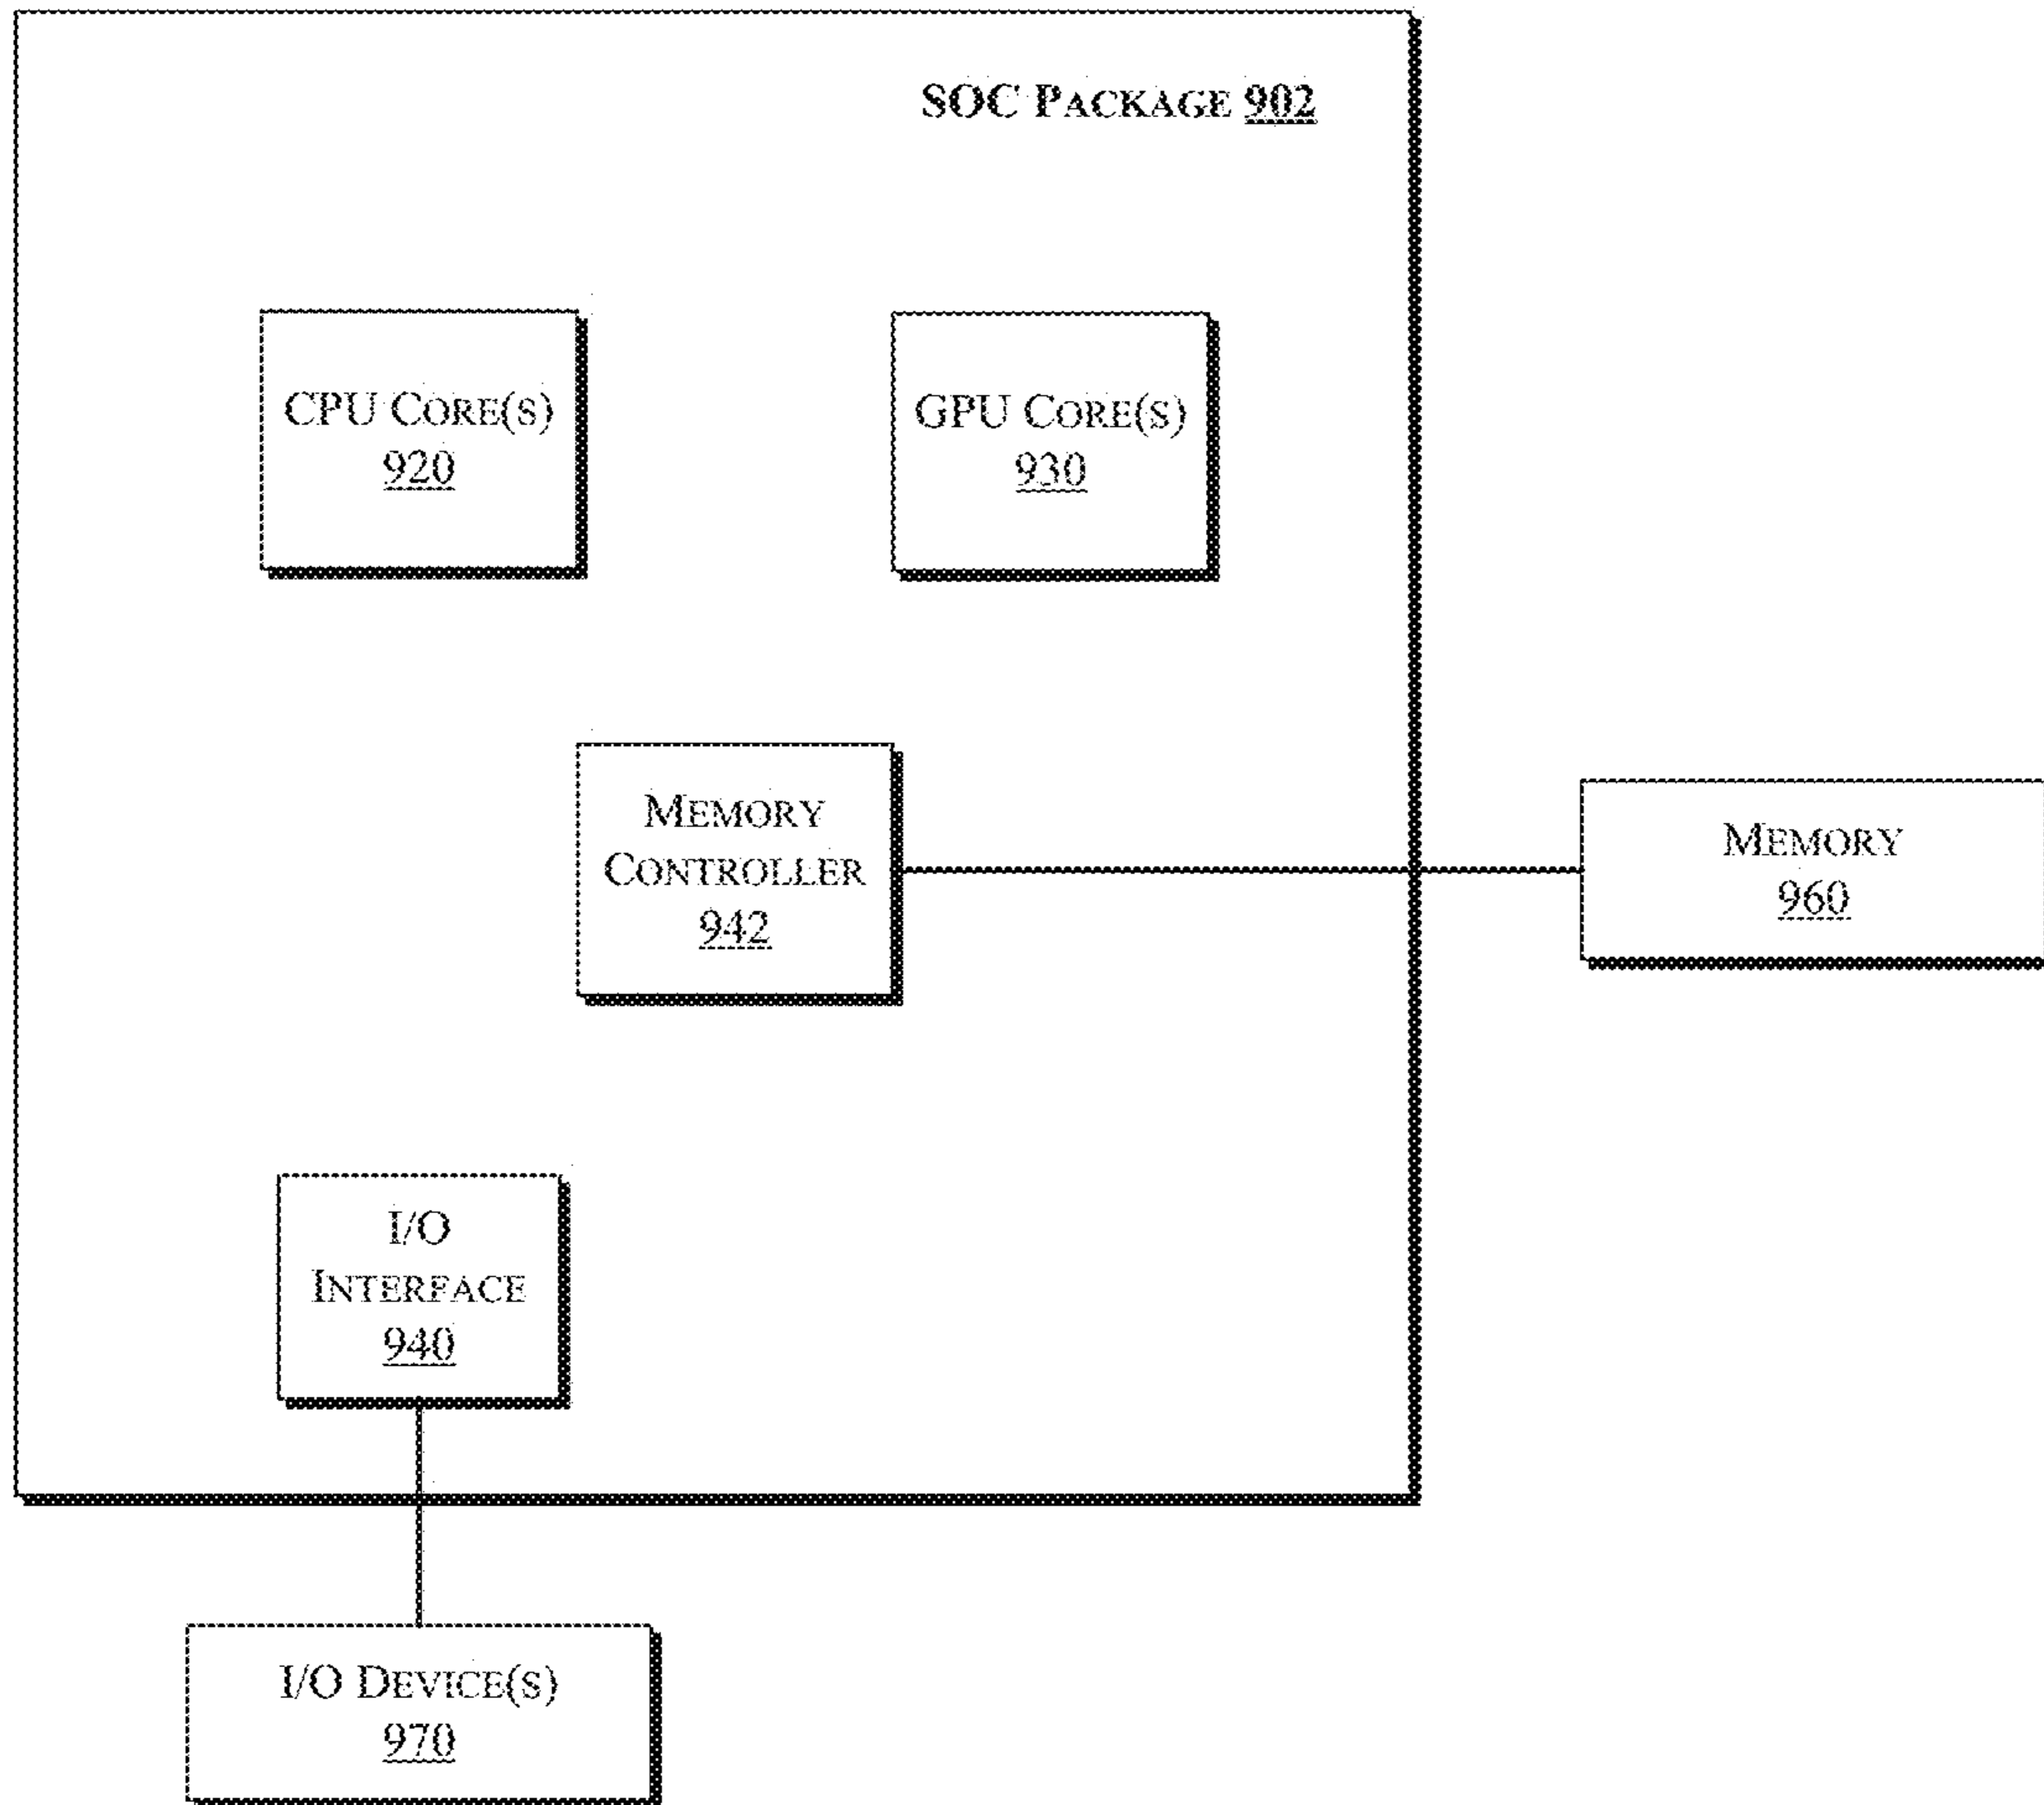 SOC PACKAGE 902
CPU CORE(S)
920
GPU CORE(S)
930
MEMORY
CONTROLLER
942
MEMORY
960
I/O
INTERFACE
940
I/O DEVICE(S)
970